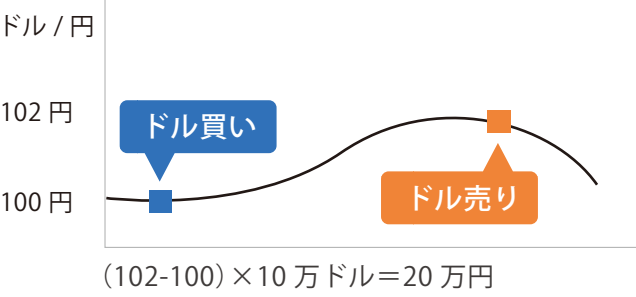 ドル / 円
102 円
ドル買い
100 円
ドル売り
(102-100)×10 万ドル＝20 万円